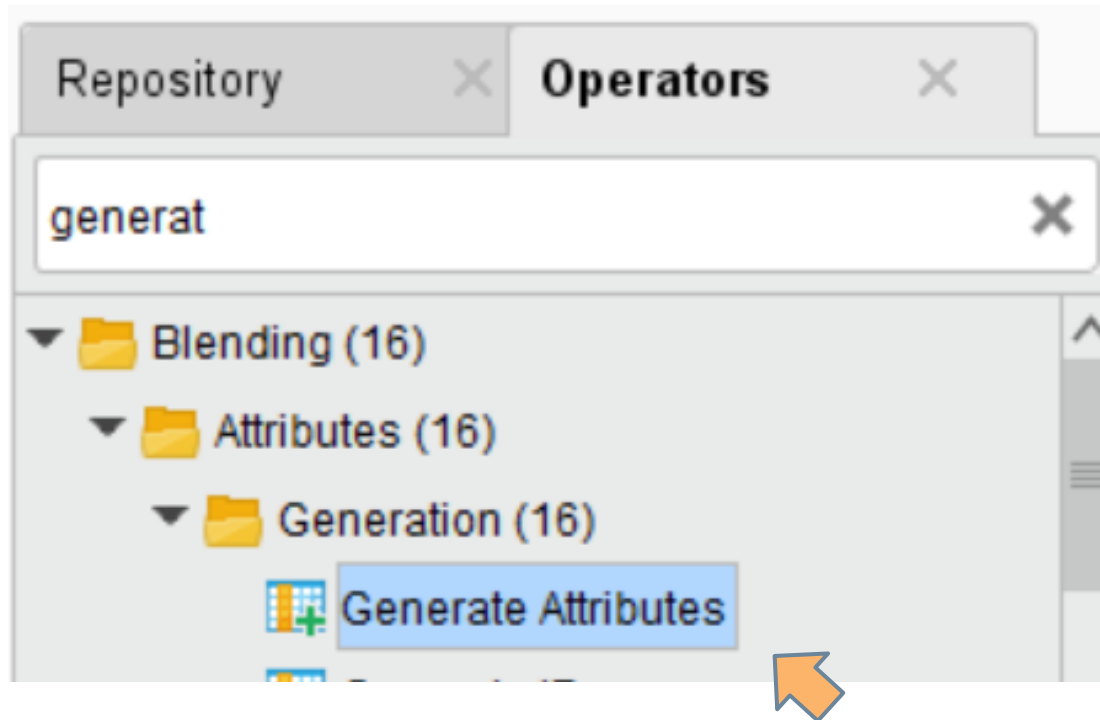 Repository Operators
generat
Blending (16)
Attributes (16)
Generation (16)
Generate Attributes